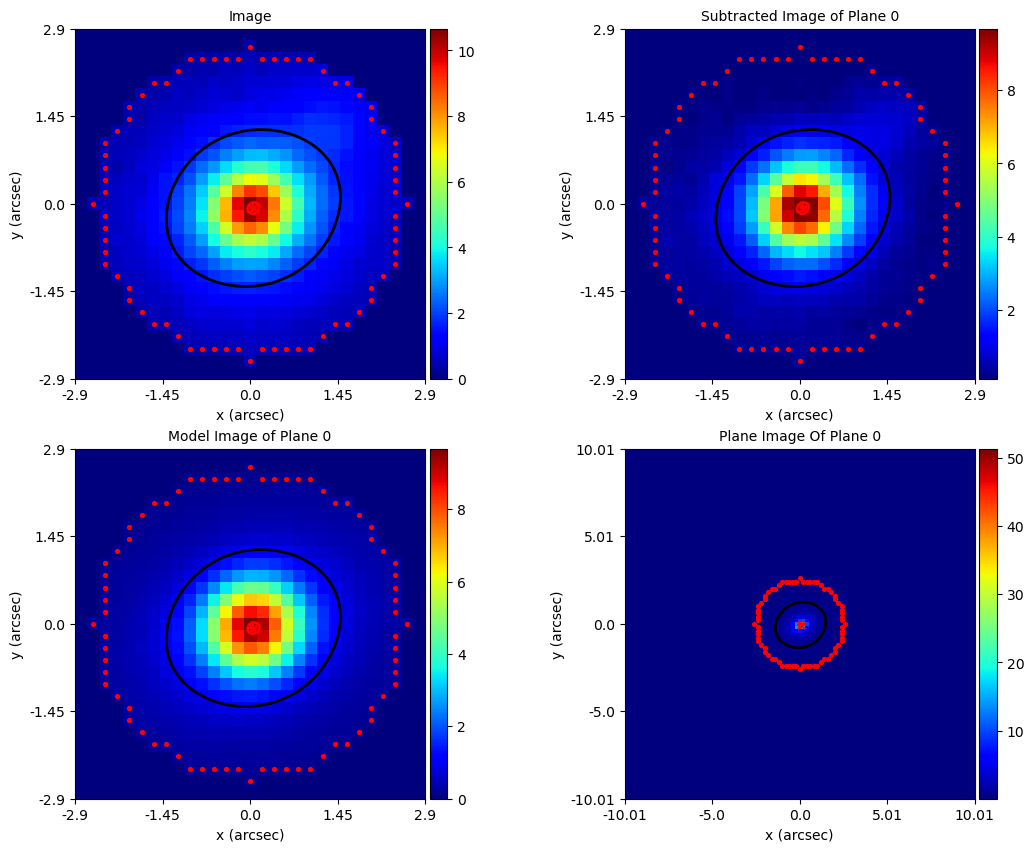 Image
2.9
1.45
0.0
-1.45
-2.9
-2.9 -1.45 0.0 1.45 2.9
x (arcsec)
y (arcsec)
10
8
6
4
2
0
Subtracted Image of Plane 0
2.9
1.45
0.0
-1.45
-2.9
-2.9 -1.45 0.0 1.45 2.9
x (arcsec)
y (arcsec)
8
6
4
2
Model Image of Plane 0
2.9
1.45
0.0
-1.45
-2.9
-2.9 -1.45 0.0 1.45 2.9
x (arcsec)
y (arcsec)
8
6
4
2
0
Plane Image Of Plane 0
10.01
5.01
0.0
-5.0
-10.01
-10.01 -5.0 0.0 5.01 10.01
x (arcsec)
y (arcsec)
50
40
30
20
10